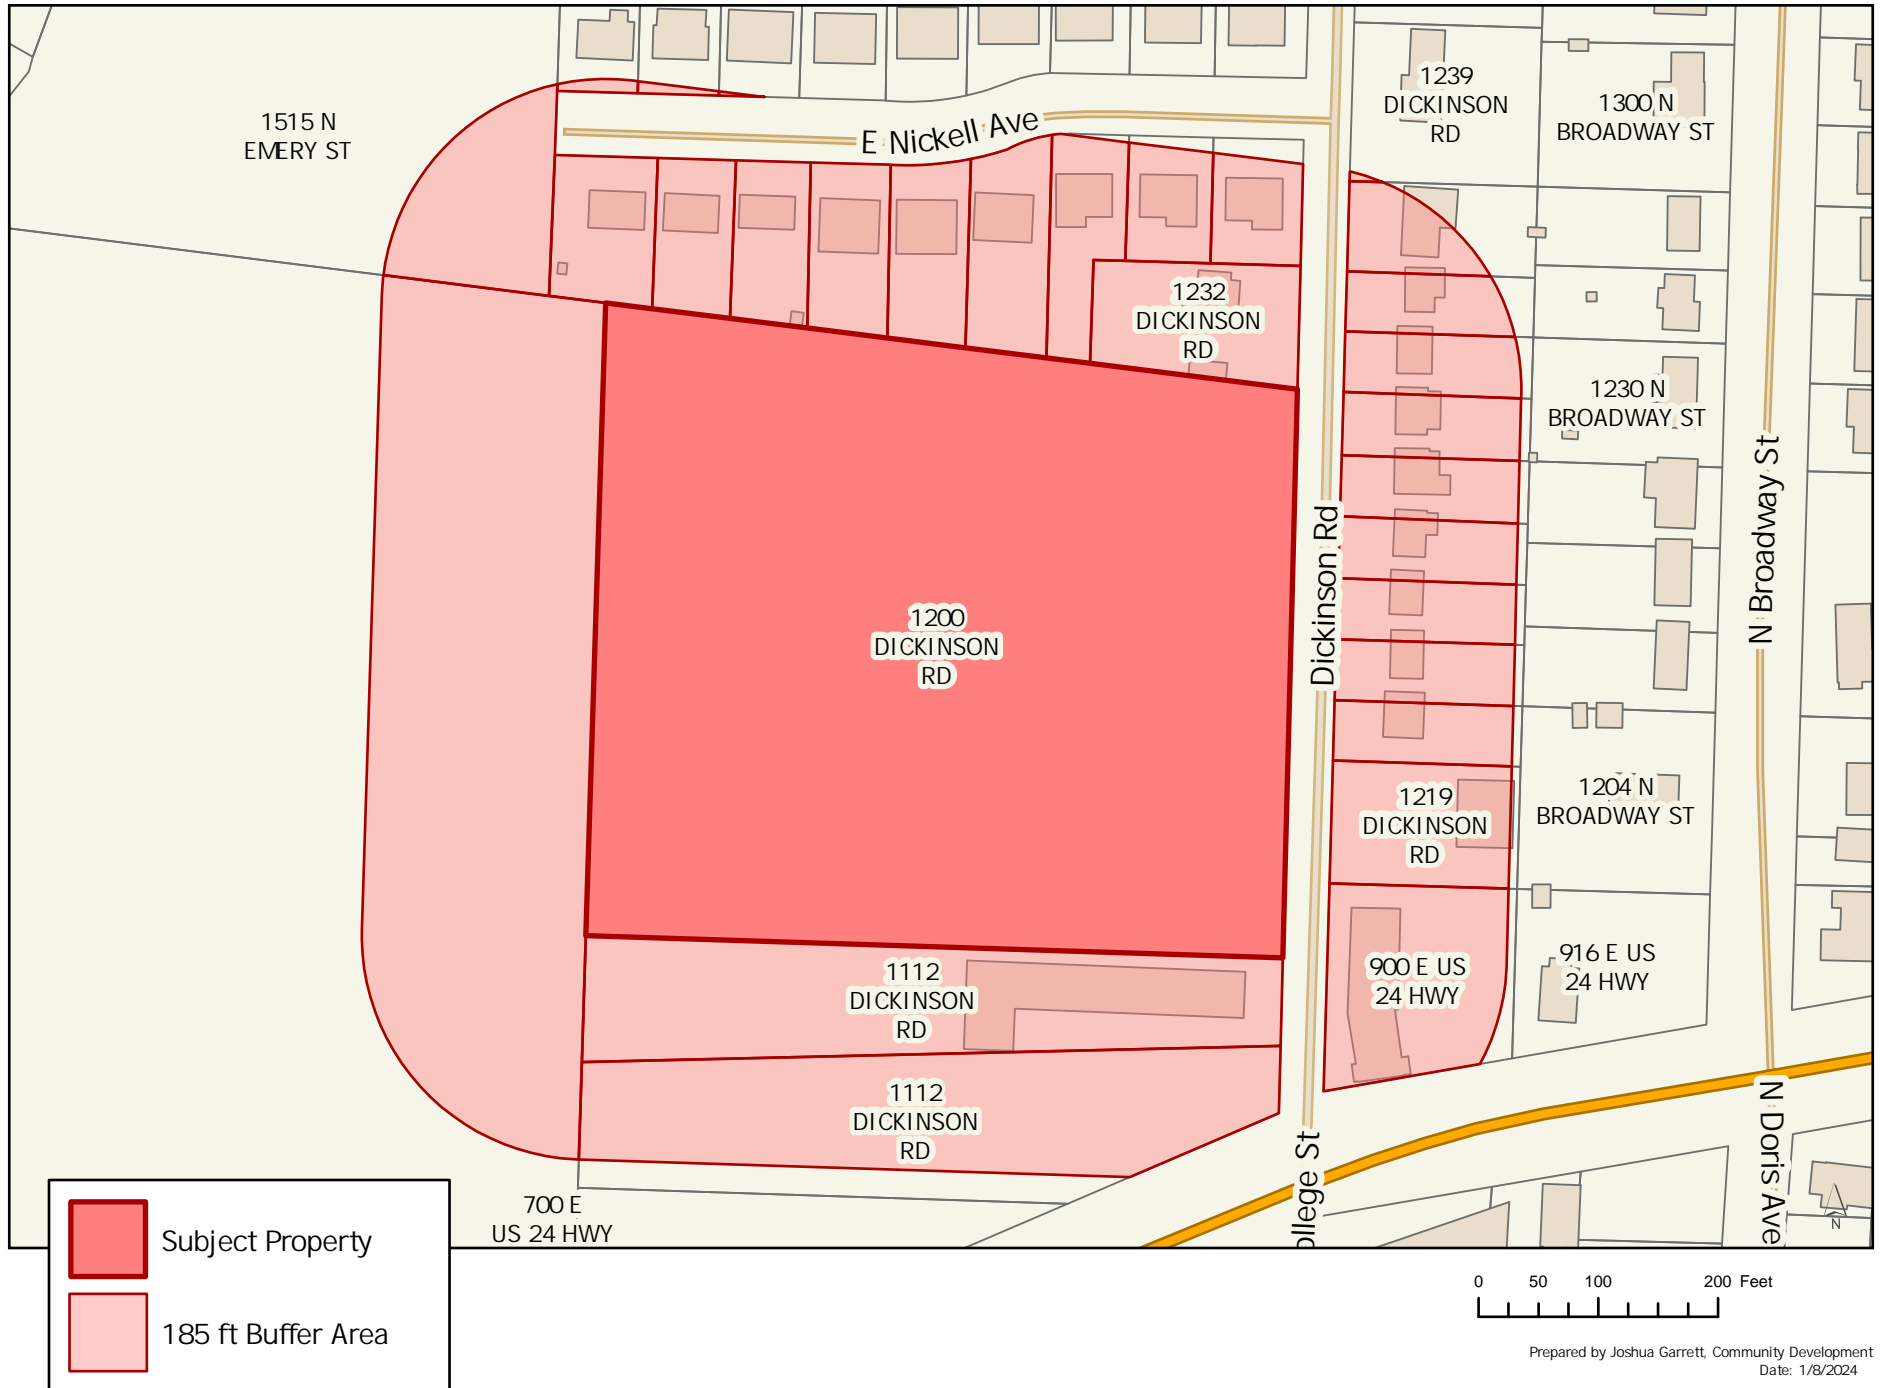 1515 N
EMERY ST
E Nickell Ave
1239
DICKINSON
RD
1300 N
BROADWAY ST
1232
DICKINSON
RD
1230 N
BROADWAY ST
N Broadway St
Dickinson Rd
1200
DICKINSON
RD
1219
DICKINSON
RD
1204 N
BROADWAY ST
1112
DICKINSON
RD
900 E US
24 HWY
916 E US
24 HWY
1112
DICKINSON
RD
ollege St
N Doris Ave
N
700 E
US 24 HWY
Subject Property
185 ft Buffer Area
0 50 100 200 Feet
Prepared by Joshua Garrett, Community Development
Date: 1/8/2024